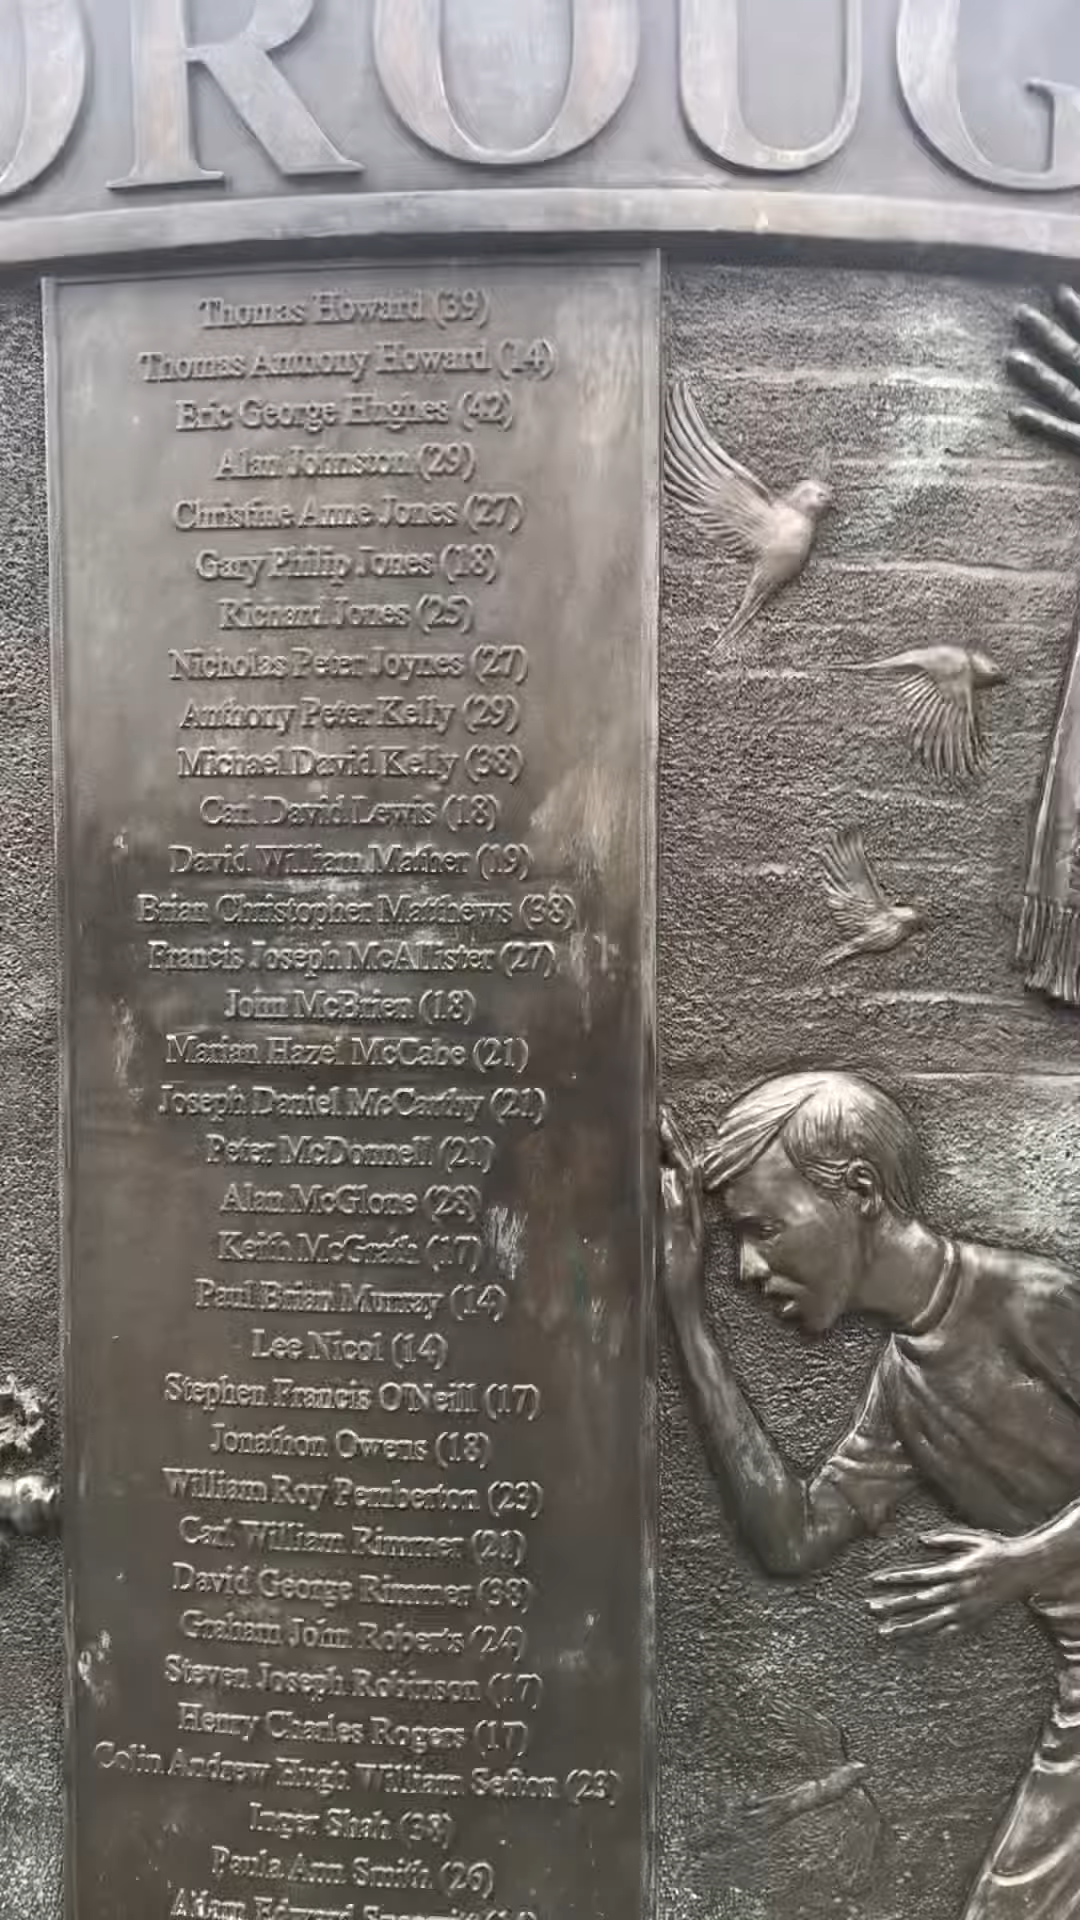 OROUG
Thomas Howard (39)
Thomas Anthony Howard (14)
Eric George Hughes (42)
Alan Johnston (29)
Christine Anne Jones (27)
Gary Philip Jones (18)
Richard Jones (25)
Nicholas Peter Joynes (27)
Anthony Peter Kelly (29)
Michael David Kelly (38)
Carl David Lewis (18)
David William Mather (19)
Brian Christopher Matthews (38)
Francis Joseph McAllister (27)
John McBrien (18)
Marian Hazel McCabe (21)
Joseph Daniel McCarthy (21)
Peter McDonnell (21)
Alan McGlone (28)
Keith McGrath (17)
Paul Brian Murray (14)
Lee Nicol (14)
Stephen Francis O'Neill (17)
Jonathon Owens (18)
William Roy Pemberton (23)
Carl William Rimmer (21)
David George Rimmer (38)
Graham John Roberts (24)
Steven Joseph Robinson (17)
Henry Charles Rogers (17)
Colin Andrew Hugh William Sefton (23)
Inger Shah (38)
Paula Ann Smith (26)
Adam Edward